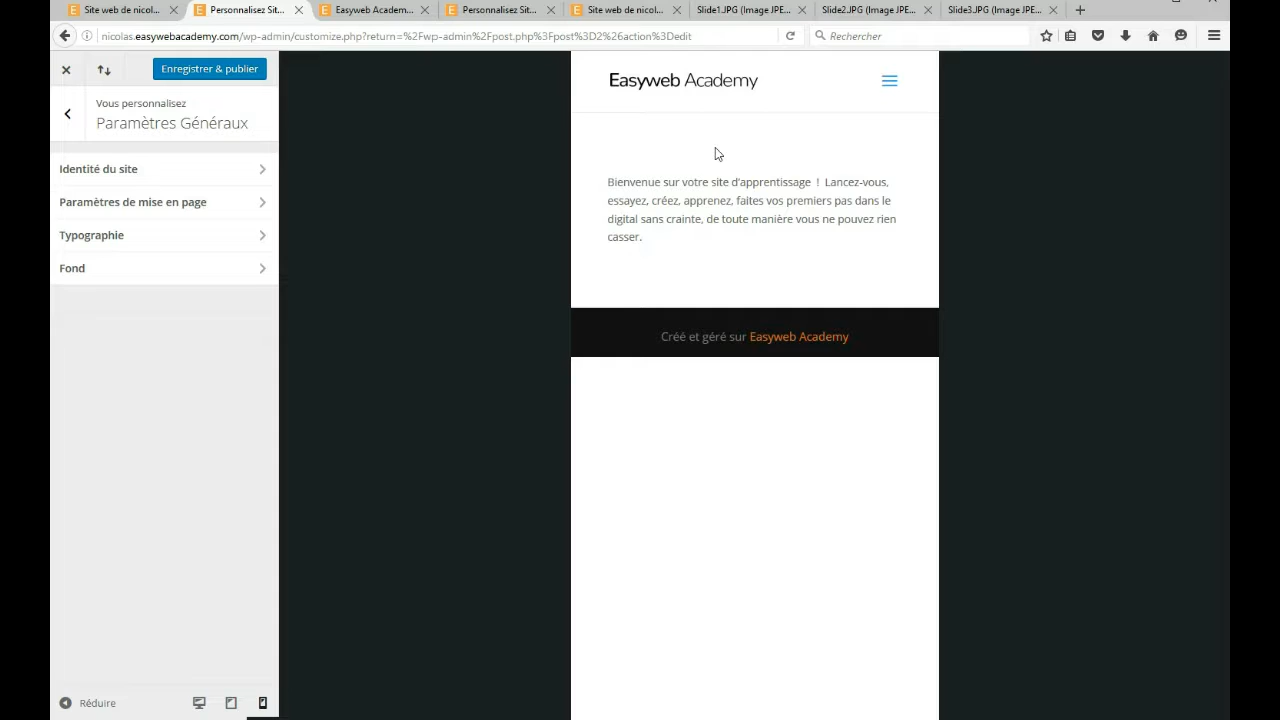 Site web de nicol...
Personnalisez Sit...
Easyweb Academ...
Personnalisez Sit...
Site web de nicol...
Slide1.JPG (Image JPE...
Slide2.JPG (Image JPE...
Slide3.JPG (Image JPE...
nicolas.easywebacademy.com/wp-admin/customize.php?return=%2Fwp-admin%2Fpost.php%3Fpost%3D2%26action%3Dedit
Rechercher
Enregistrer & publier
Vous personnalisez
Paramètres Généraux
Identité du site
Paramètres de mise en page
Typographie
Fond
Réduire
Easyweb Academy
Bienvenue sur votre site d'apprentissage ! Lancez-vous,
essayez, créez, apprenez, faites vos premiers pas dans le
digital sans crainte, de toute manière vous ne pouvez rien
casser.
Créé et géré sur Easyweb Academy